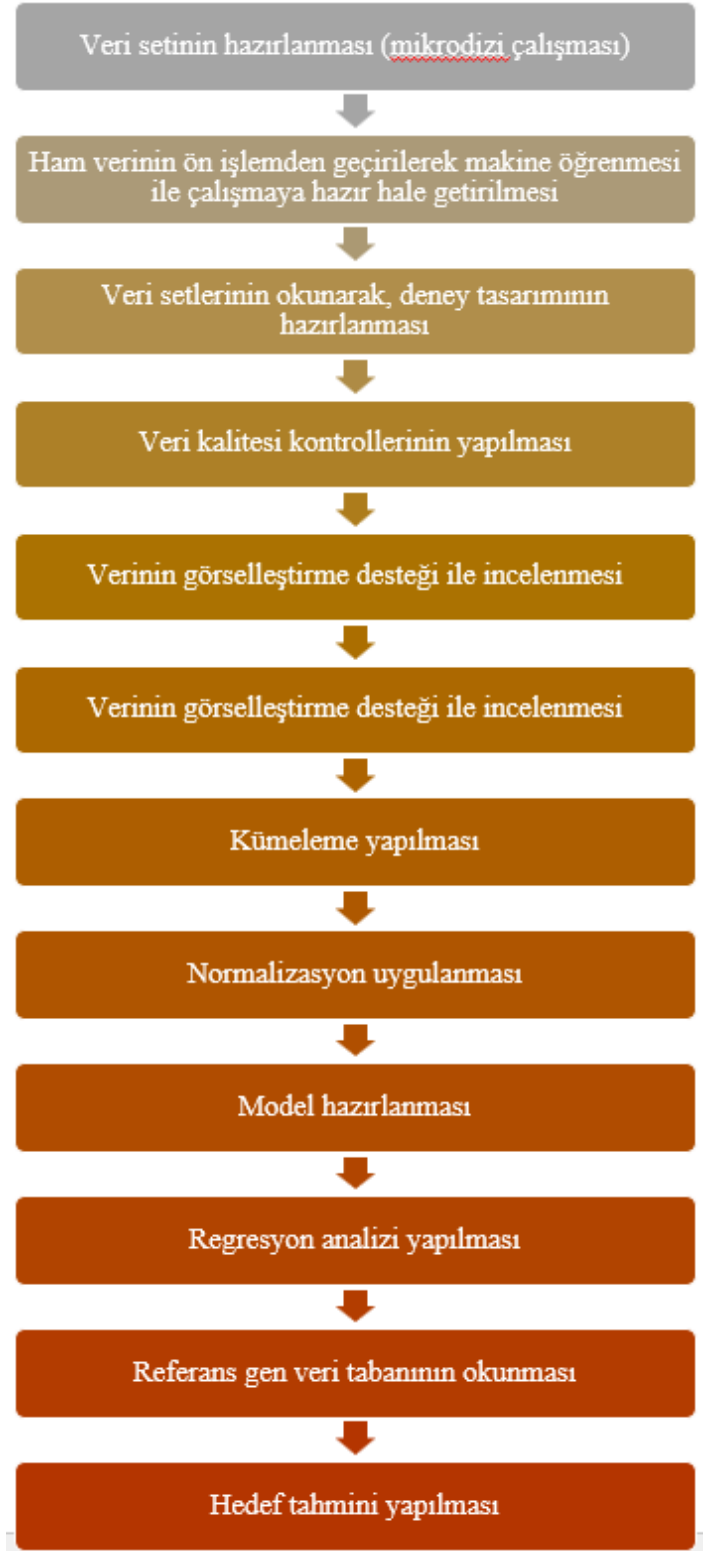 Veri setinin hazırlanması (mikrodizi çalışması)
Ham verinin ön işlemden geçirilerek makine öğrenmesi
ile çalışmaya hazır hale getirilmesi
Veri setlerinin okunarak, deney tasarımının
hazırlanması
Veri kalitesi kontrollerinin yapılması
Verinin görselleştirme desteği ile incelenmesi
Verinin görselleştirme desteği ile incelenmesi
Kümeleme yapılması
Normalizasyon uygulanması
Model hazırlanması
Regresyon analizi yapılması
Referans gen veri tabanının okunması
Hedef tahmini yapılması